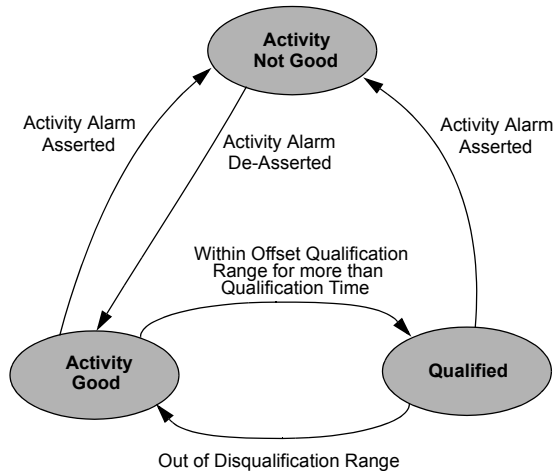 Activity
Not Good
Activity Alarm
Asserted
Activity Alarm
De-Asserted
Activity Alarm
Asserted
Within Offset Qualification
Range for more than
Qualification Time
Activity
Good
Qualified
Out of Disqualification Range